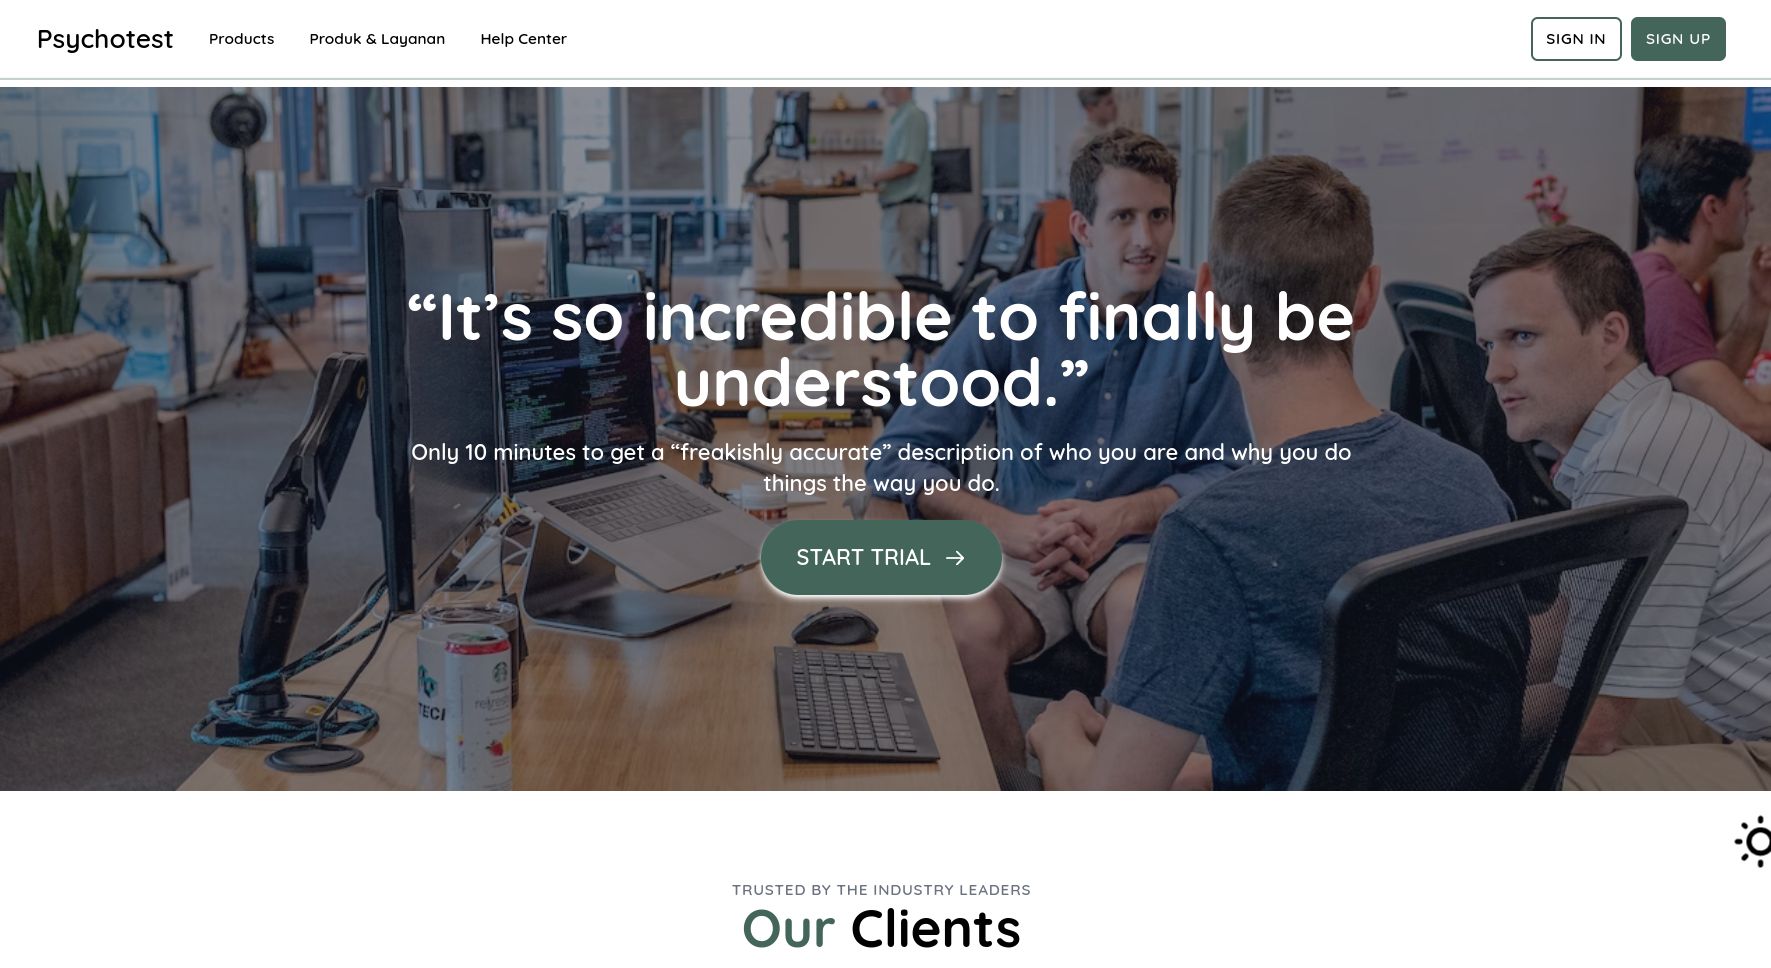 Psychotest
Products
Produk & Layanan
Help Center
SIGN IN
SIGN UP
“It’s so incredible to finally be
understood.”
Only 10 minutes to get a “freakishly accurate” description of who you are and why you do
things the way you do.
START TRIAL →
TRUSTED BY THE INDUSTRY LEADERS
Our Clients